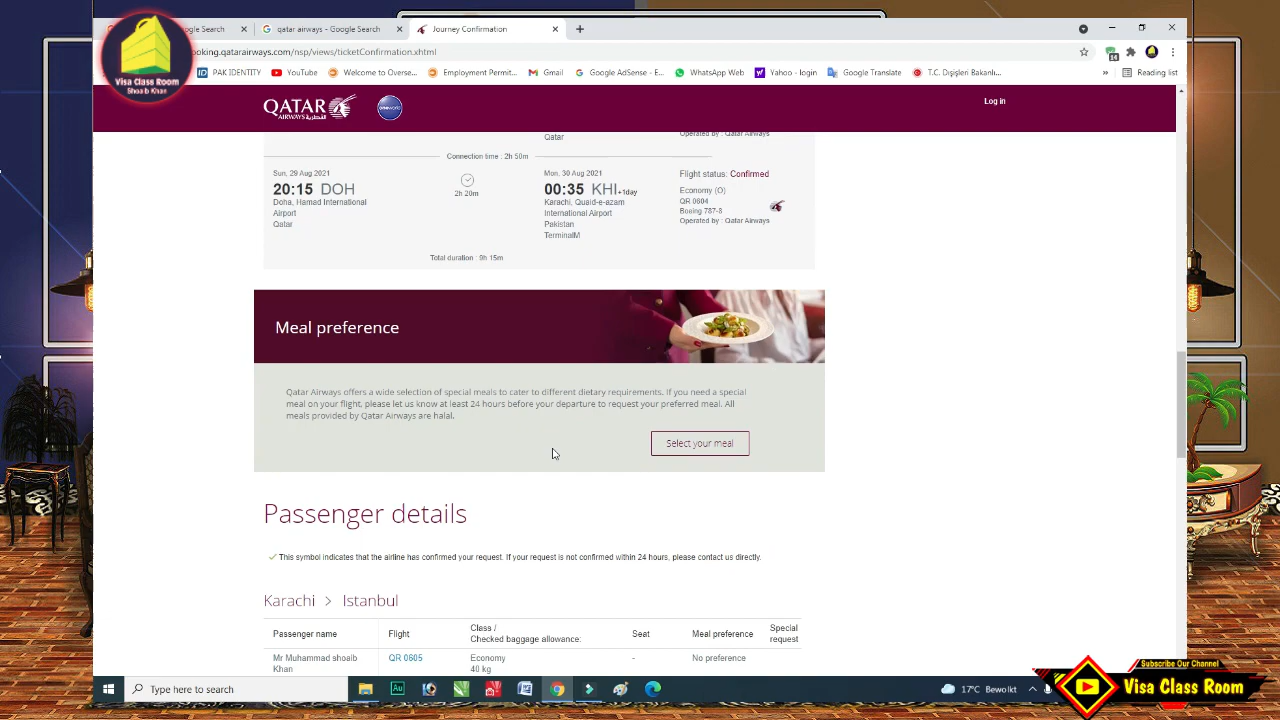 e Search
qatar airways - Google Search
Journey Confirmation
oking.qatarairways.com/nsp/views/ticketConfirmation.xhtml
PAK IDENTITY
YouTube
Welcome to Overse...
Employment Permit...
Gmail
Google AdSense - E...
WhatsApp Web
Yahoo - login
Google Translate
T.C. Dışişleri Bakanlı...
Reading list
Visa Class Room
Shoaib Khan
QATAR
AIRWAYS القطرية
oneworld
Log in
Qatar
Operated by : Qatar Airways
Connection time : 2h 50m
Sun, 29 Aug 2021
20:15 DOH
Doha, Hamad International
Airport
Qatar
2h 20m
Mon, 30 Aug 2021
00:35 KHI +1day
Karachi, Quaid-e-azam
International Airport
Pakistan
TerminalM
Flight status: Confirmed
Economy (O)
QR 0604
Boeing 787-8
Operated by : Qatar Airways
Total duration : 9h 15m
Meal preference
Qatar Airways offers a wide selection of special meals to cater to different dietary requirements. If you need a special
meal on your flight, please let us know at least 24 hours before your departure to request your preferred meal. All
meals provided by Qatar Airways are halal.
Select your meal
Passenger details
This symbol indicates that the airline has confirmed your request. If your request is not confirmed within 24 hours, please contact us directly.
Karachi > Istanbul
Passenger name
Flight
Class /
Checked baggage allowance:
Seat
Meal preference
Special
request
Mr Muhammad shoaib
Khan
QR 0605
Economy
40 kg
-
No preference
Type here to search
17°C Bewolkt
Subscribe Our Channel
Visa Class Room